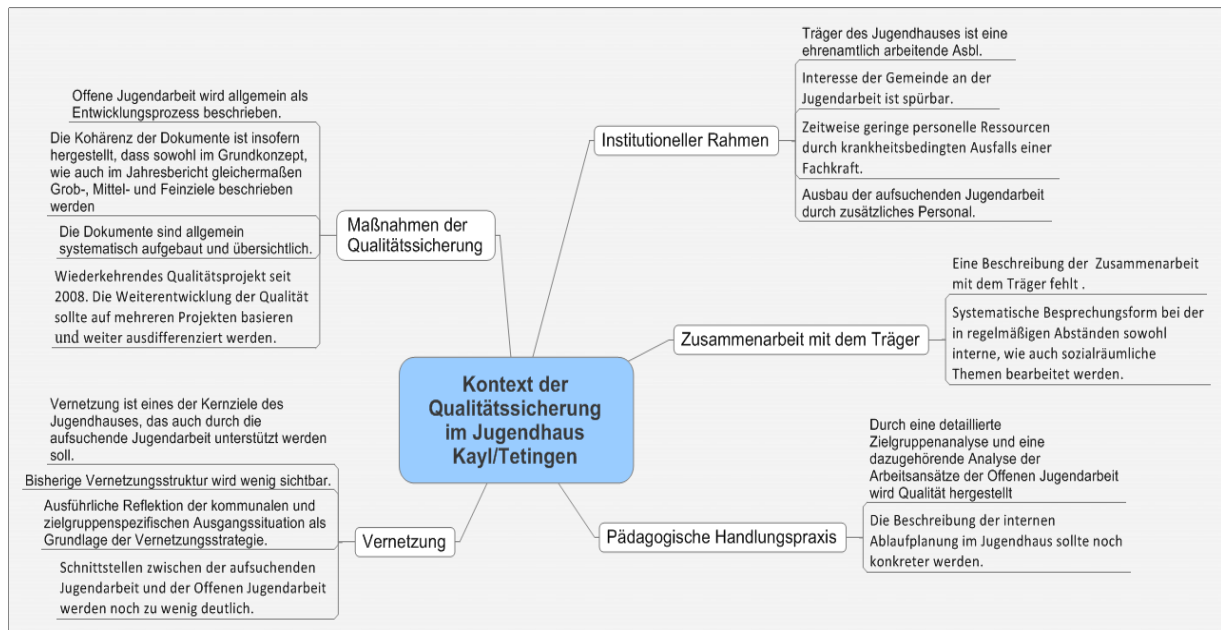 Kontext der
Qualitätssicherung
im Jugendhaus
Kayl/Tetingen
Institutioneller Rahmen
Träger des Jugendhauses ist eine
ehrenamtlich arbeitende Asbl.
Interesse der Gemeinde an der
Jugendarbeit ist spürbar.
Zeitweise geringe personelle Ressourcen
durch krankheitsbedingten Ausfalls einer
Fachkraft.
Ausbau der aufsuchenden Jugendarbeit
durch zusätzliches Personal.
Zusammenarbeit mit dem Träger
Eine Beschreibung der Zusammenarbeit
mit dem Träger fehlt .
Systematische Besprechungsform bei der
in regelmäßigen Abständen sowohl
interne, wie auch sozialräumliche
Themen bearbeitet werden.
Pädagogische Handlungspraxis
Durch eine detaillierte
Zielgruppenanalyse und eine
dazugehörende Analyse der
Arbeitsansätze der Offenen Jugendarbeit
wird Qualität hergestellt
Die Beschreibung der internen
Ablaufplanung im Jugendhaus sollte noch
konkreter werden.
Maßnahmen der
Qualitätssicherung
Offene Jugendarbeit wird allgemein als
Entwicklungsprozess beschrieben.
Die Kohärenz der Dokumente ist insofern
hergestellt, dass sowohl im Grundkonzept,
wie auch im Jahresbericht gleichermaßen
Grob-, Mittel- und Feinziele beschrieben
werden
Die Dokumente sind allgemein
systematisch aufgebaut und übersichtlich.
Wiederkehrendes Qualitätsprojekt seit
2008. Die Weiterentwicklung der Qualität
sollte auf mehreren Projekten basieren
und weiter ausdifferenziert werden.
Vernetzung
Vernetzung ist eines der Kernziele des
Jugendhauses, das auch durch die
aufsuchende Jugendarbeit unterstützt werden
soll.
Bisherige Vernetzungsstruktur wird wenig sichtbar.
Ausführliche Reflektion der kommunalen und
zielgruppenspezifischen Ausgangssituation als
Grundlage der Vernetzungsstrategie.
Schnittstellen zwischen der aufsuchenden
Jugendarbeit und der Offenen Jugendarbeit
werden noch zu wenig deutlich.